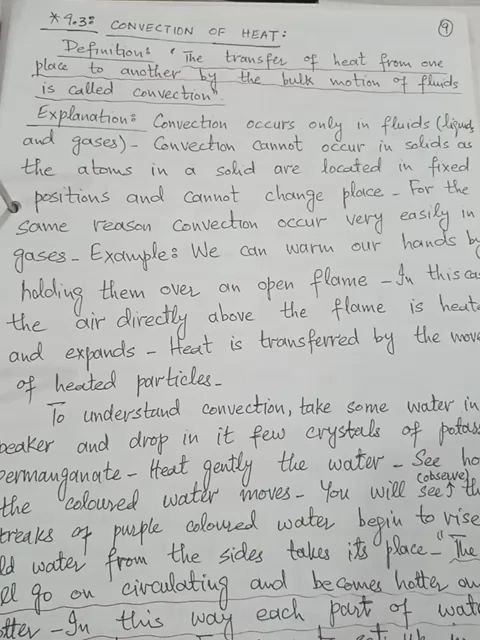 * 9.3: CONVECTION OF HEAT:
9
Definition: "The transfer of heat from one
place to another by the bulk motion of fluids
is called convection".
Explanation: Convection occurs only in fluids (liquids
and gases) - Convection cannot occur in solids as
the atoms in a solid are located in fixed
positions and cannot change place - For the
same reason convection occur very easily in
gases - Example: We can warm our hands by
holding them over an open flame - In this ca
the air directly above the flame is heate
and expands - Heat is transferred by the move
of heated particles -
To understand convection, take some water in
beaker and drop in it few crystals of potass
permanganate - Heat gently the water - See ho
(observe)
the coloured water moves - You will see th
treaks of purple coloured water begin to rise
ld water from the sides takes its place - "The
ll go on circulating and becomes hotter an
otter - In this way each part of wate